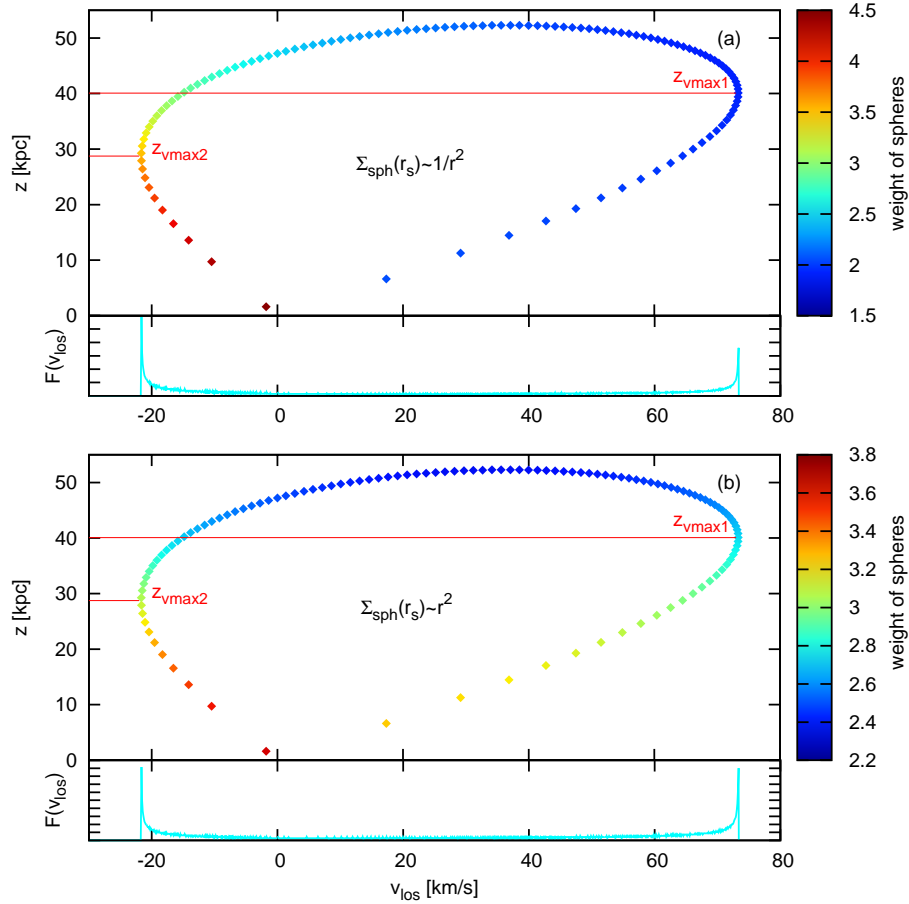 (a)
z_vmax1
z_vmax2
Σ_sph(r_s)~1/r^2
z [kpc]
50
40
30
20
10
0
weight of spheres
4.5
4
3.5
3
2.5
2
1.5
F(v_los)
-20
0
20
40
60
80
(b)
z_vmax1
z_vmax2
Σ_sph(r_s)~r^2
z [kpc]
50
40
30
20
10
0
weight of spheres
3.8
3.6
3.4
3.2
3.0
2.8
2.6
2.4
2.2
F(v_los)
-20
0
20
40
60
80
v_los [km/s]